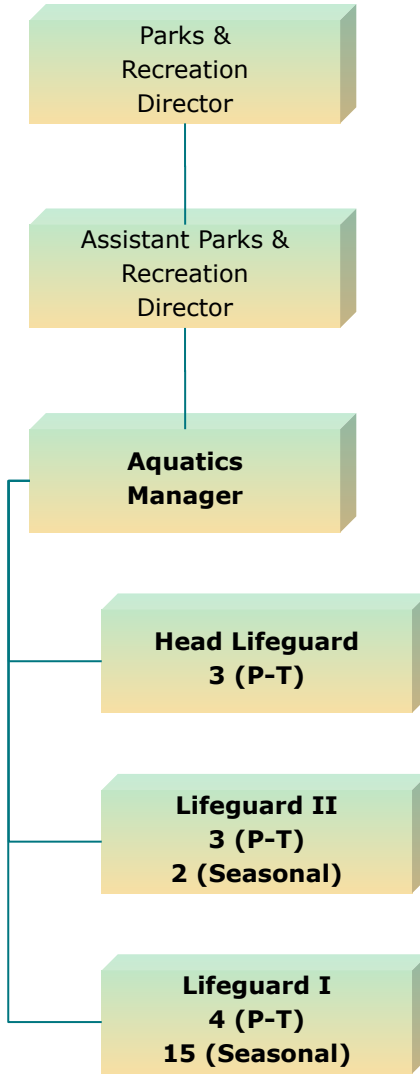 Parks &
Recreation
Director
Assistant Parks &
Recreation
Director
Aquatics
Manager
Head Lifeguard
3 (P-T)
Lifeguard II
3 (P-T)
2 (Seasonal)
Lifeguard I
4 (P-T)
15 (Seasonal)